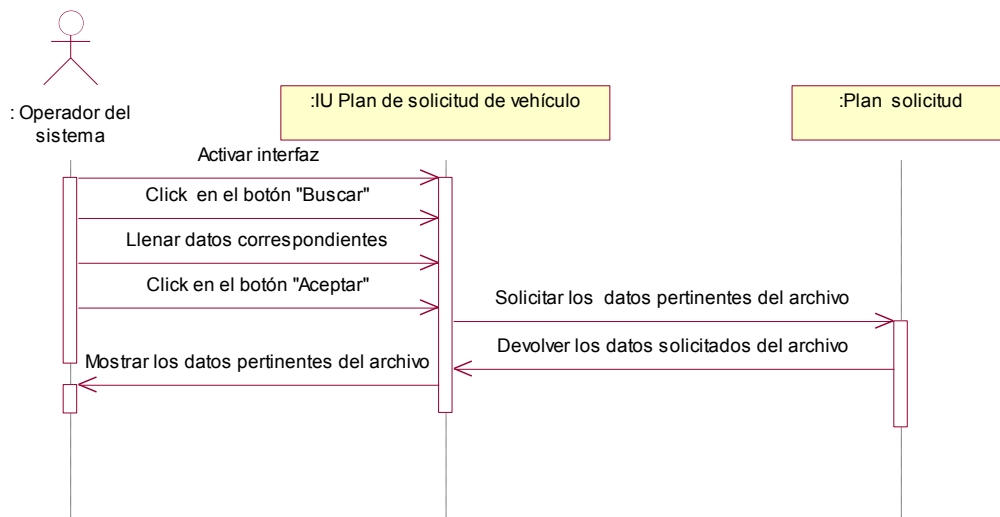 : Operador del
sistema
:IU Plan de solicitud de vehículo
:Plan solicitud
Activar interfaz
Click en el botón "Buscar"
Llenar datos correspondientes
Click en el botón "Aceptar"
Solicitar los datos pertinentes del archivo
Devolver los datos solicitados del archivo
Mostrar los datos pertinentes del archivo